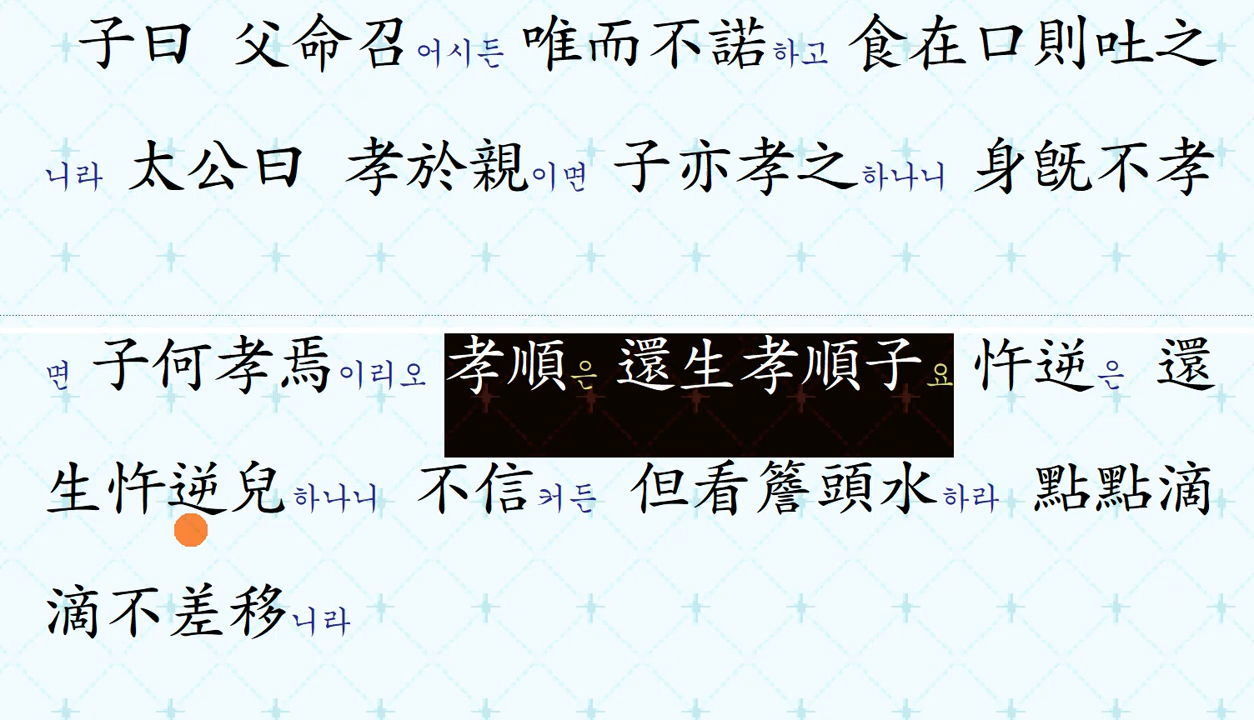 子曰 父命召어시든 唯而不諾하고 食在口則吐之
니라 太公曰 孝於親이면 子亦孝之하나니 身旣不孝
면 子何孝焉이리오 孝順은 還生孝順子요 忤逆은 還
生忤逆兒하나니 不信커든 但看簷頭水하라 點點滴
滴不差移니라